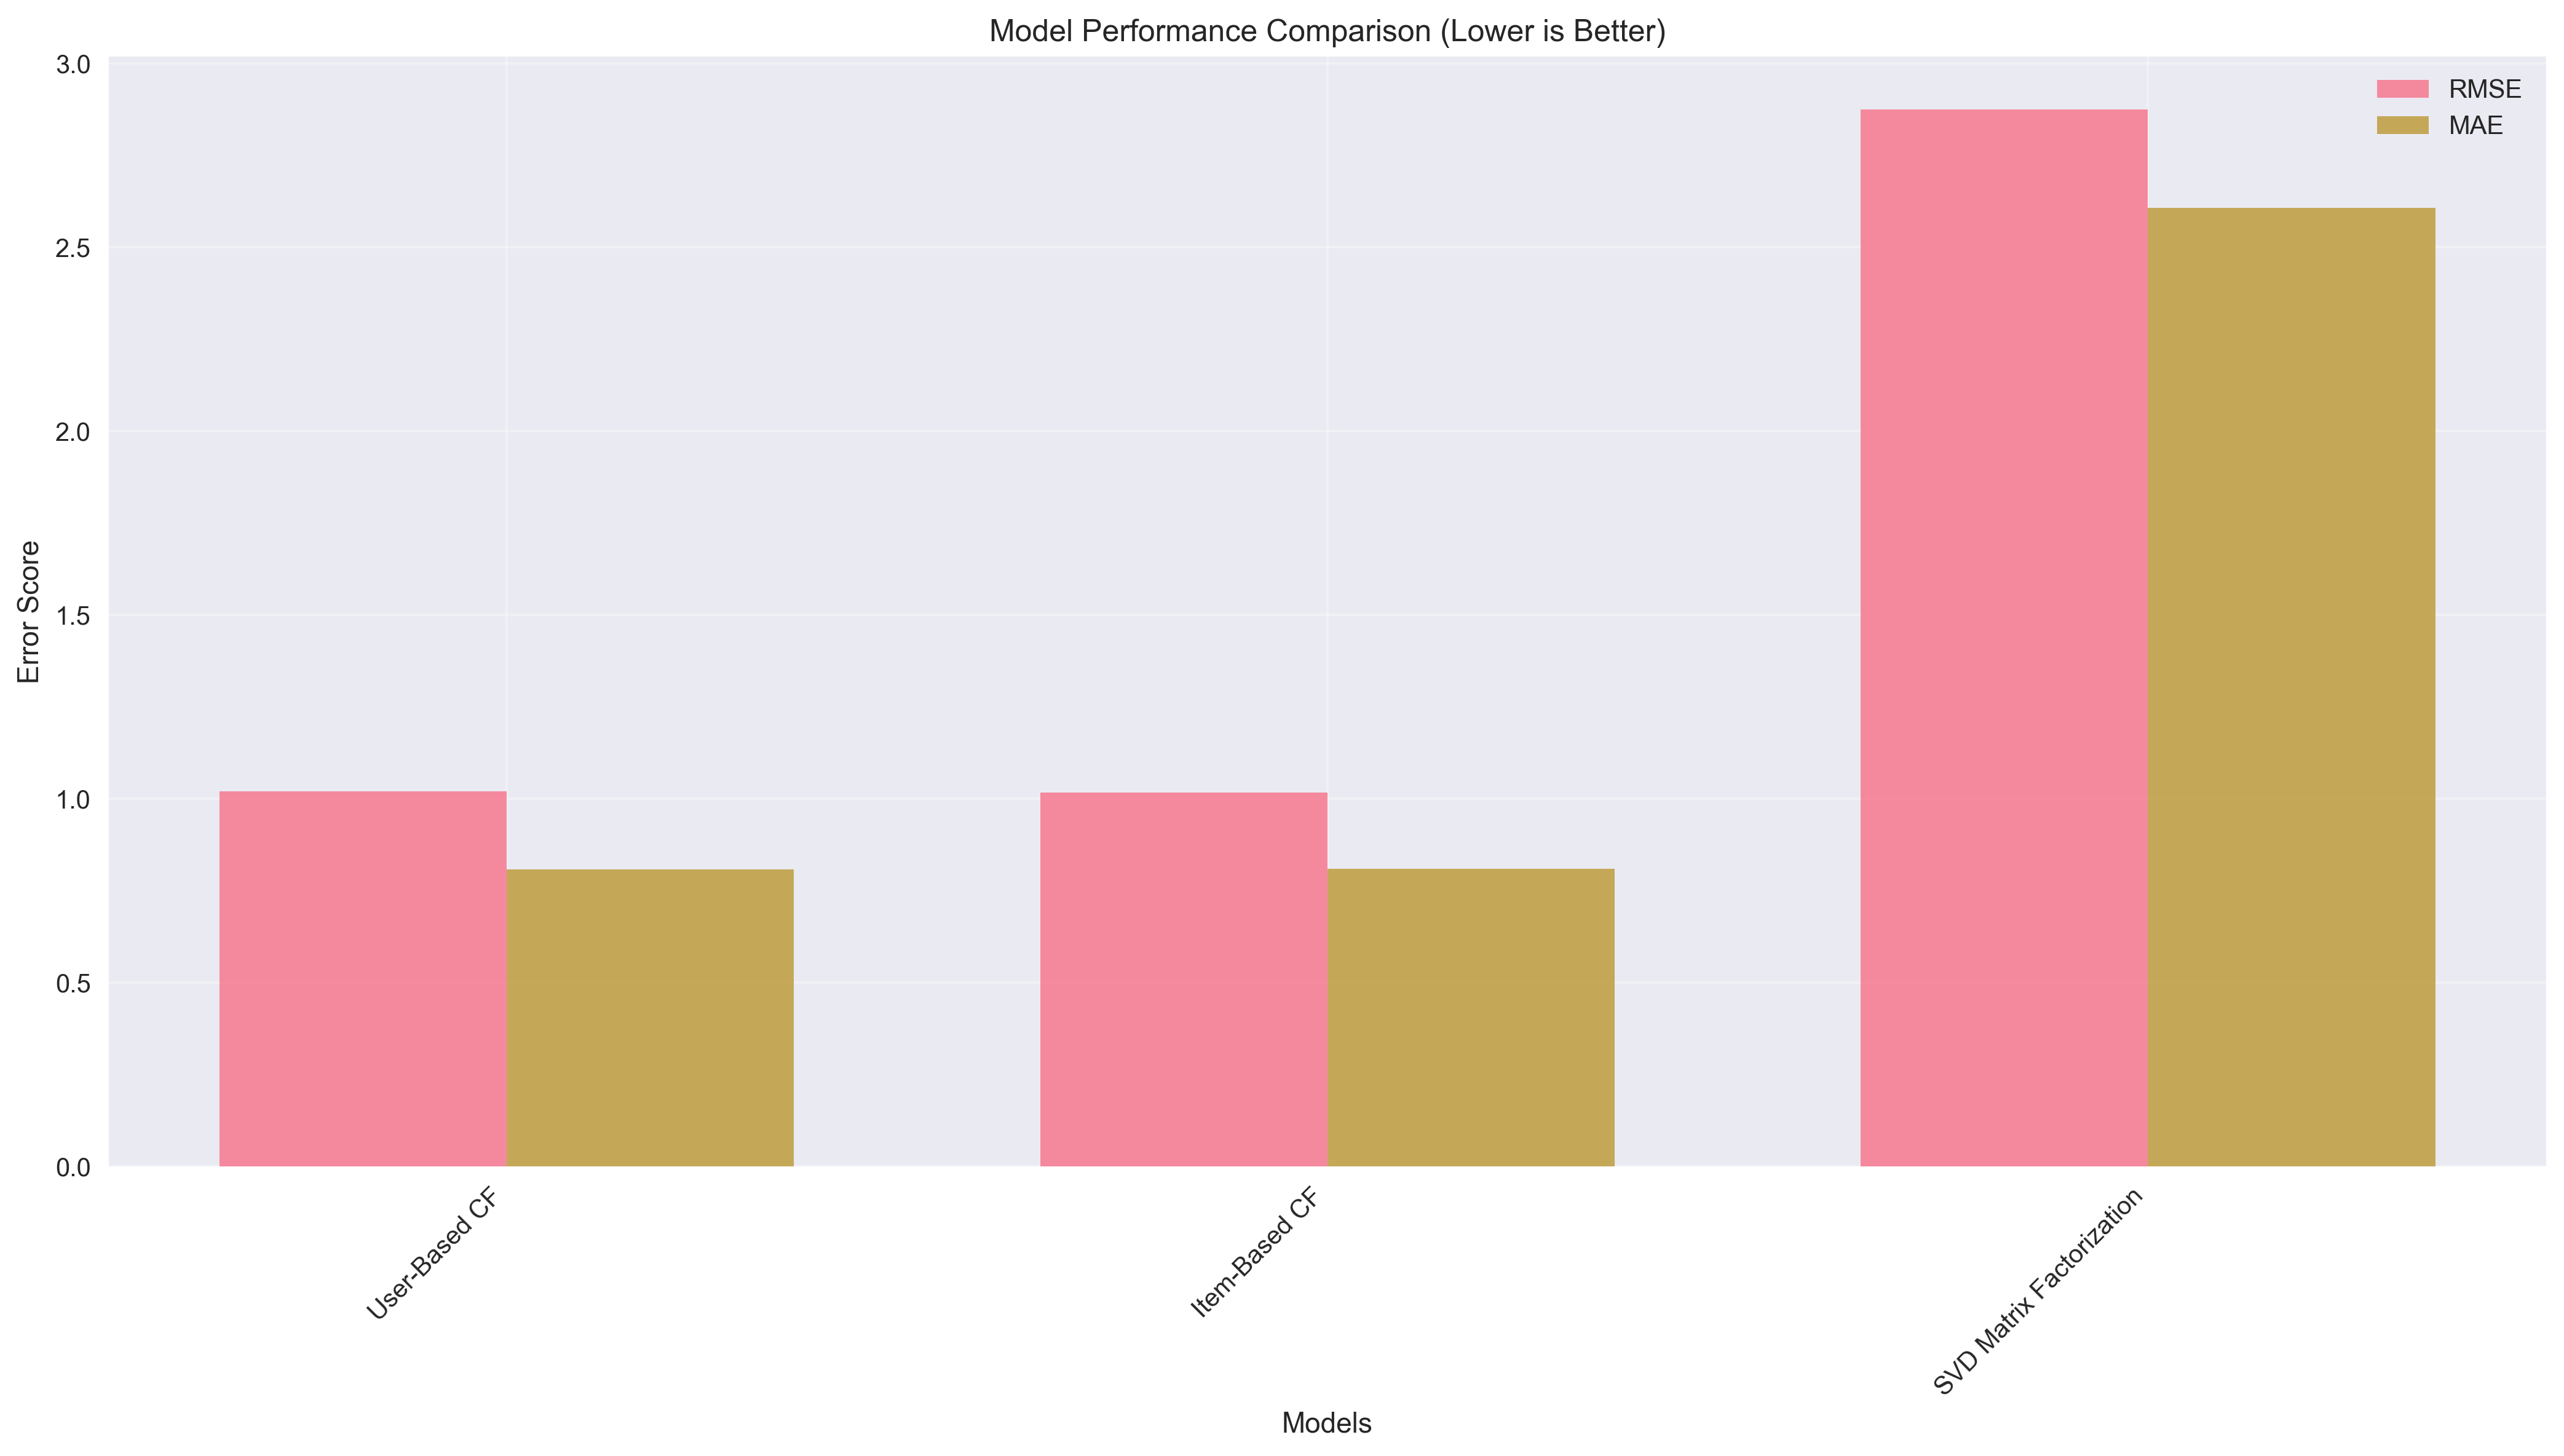 Model Performance Comparison (Lower is Better)
RMSE
MAE
3.0
2.5
2.0
1.5
1.0
0.5
0.0
Error Score
User-Based CF
Item-Based CF
SVD Matrix Factorization
Models